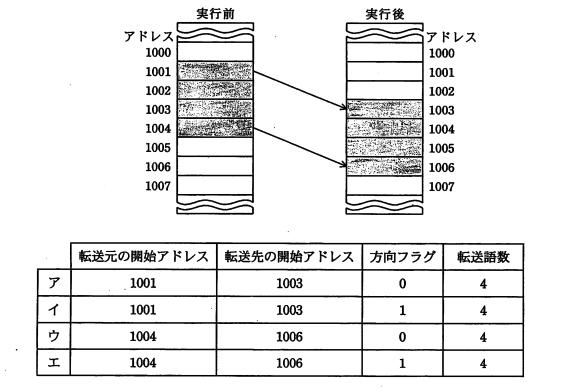 実行前 実行後
アドレス アドレス
1000 1000
1001 1001
1002 1002
1003 1003
1004 1004
1005 1005
1006 1006
1007 1007
転送元の開始アドレス 転送先の開始アドレス 方向フラグ 転送語数
ア 1001 1003 0 4
イ 1001 1003 1 4
ウ 1004 1006 0 4
エ 1004 1006 1 4